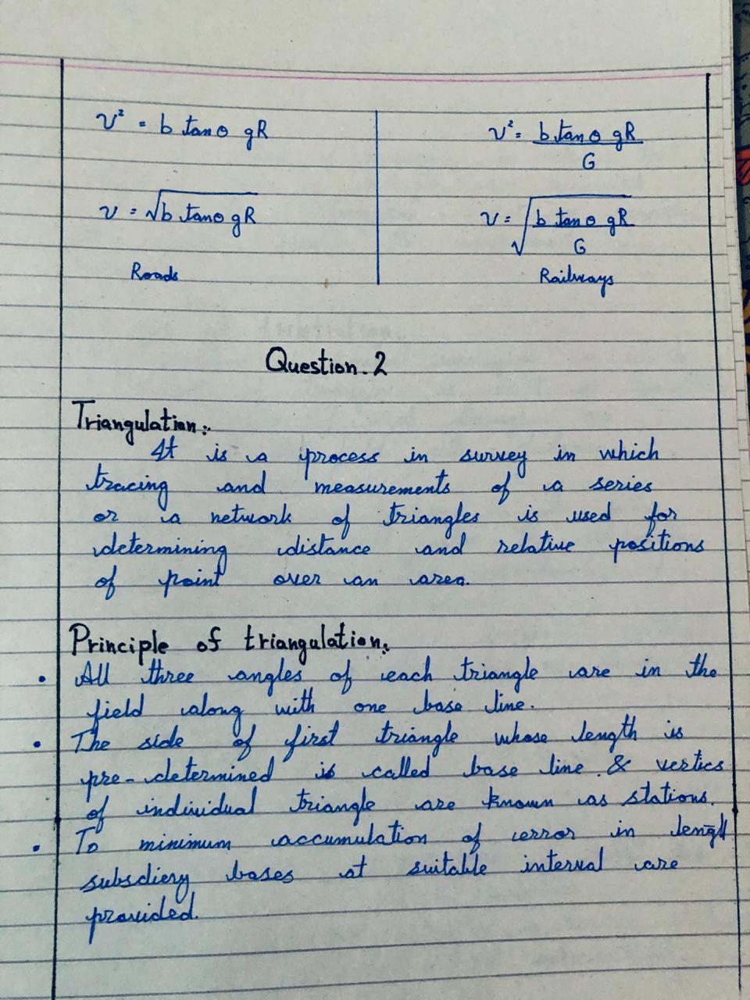 v² = b tanθ gR
v² = b tanθ gR
G
v = √b tanθ gR
v = √b tanθ gR
G
Roads
Railways
Question.2
Triangulation:
It is a process in survey in which
tracing and measurements of a series
or a network of triangles is used for
determining distance and relative positions
of point over an area.
Principle of triangulation:
• All three angles of each triangle are in the
field along with one base line.
• The side of first triangle whose length is
pre-determined is called base line & vertics
of individual triangle are known as stations.
• To minimum accumulation of error in length
subsdiery bases at suitable interval are
provided.